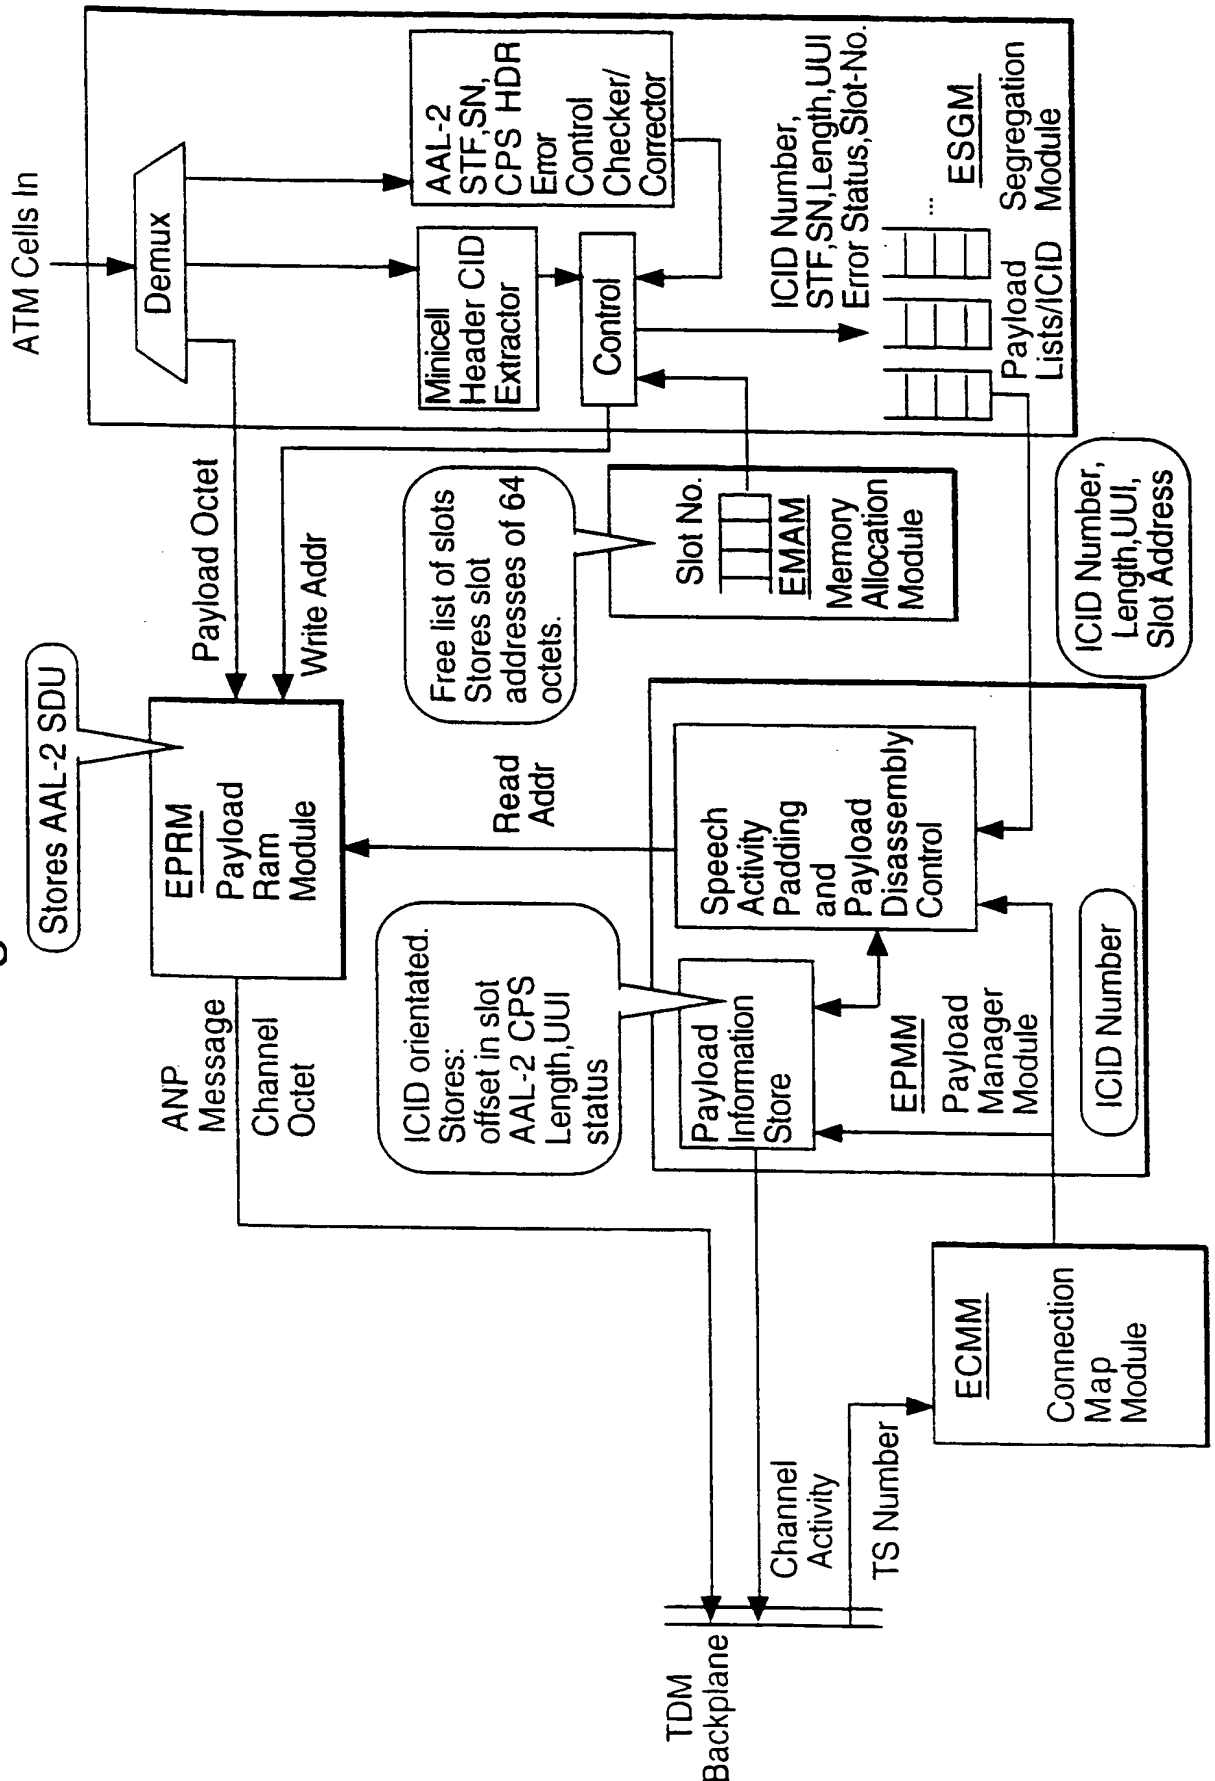 ATM Cells In
Demux
AAL-2
STF,SN,
CPS HDR
Error
Control
Checker/
Corrector
Minicell
Header CID
Extractor
Control
ICID Number,
STF,SN,Length,UUI
Error Status,Slot-No.
...
Payload
Lists/ICID
ESGM
Segregation
Module
Payload Octet
Write Addr
Free list of slots
Stores slot
addresses of 64
octets.
Slot No.
EMAM
Memory
Allocation
Module
ICID Number,
Length,UUI,
Slot Address
Stores AAL-2 SDU
EPRM
Payload
Ram
Module
Read
Addr
Speech
Activity
Padding
and
Payload
Disassembly
Control
ANP
Message
Channel
Octet
ICID orientated.
Stores:
offset in slot
AAL-2 CPS
Length,UUI
status
Payload
Information
Store
EPMM
Payload
Manager
Module
ICID Number
ECMM
Connection
Map
Module
Channel
Activity
TS Number
TDM
Backplane